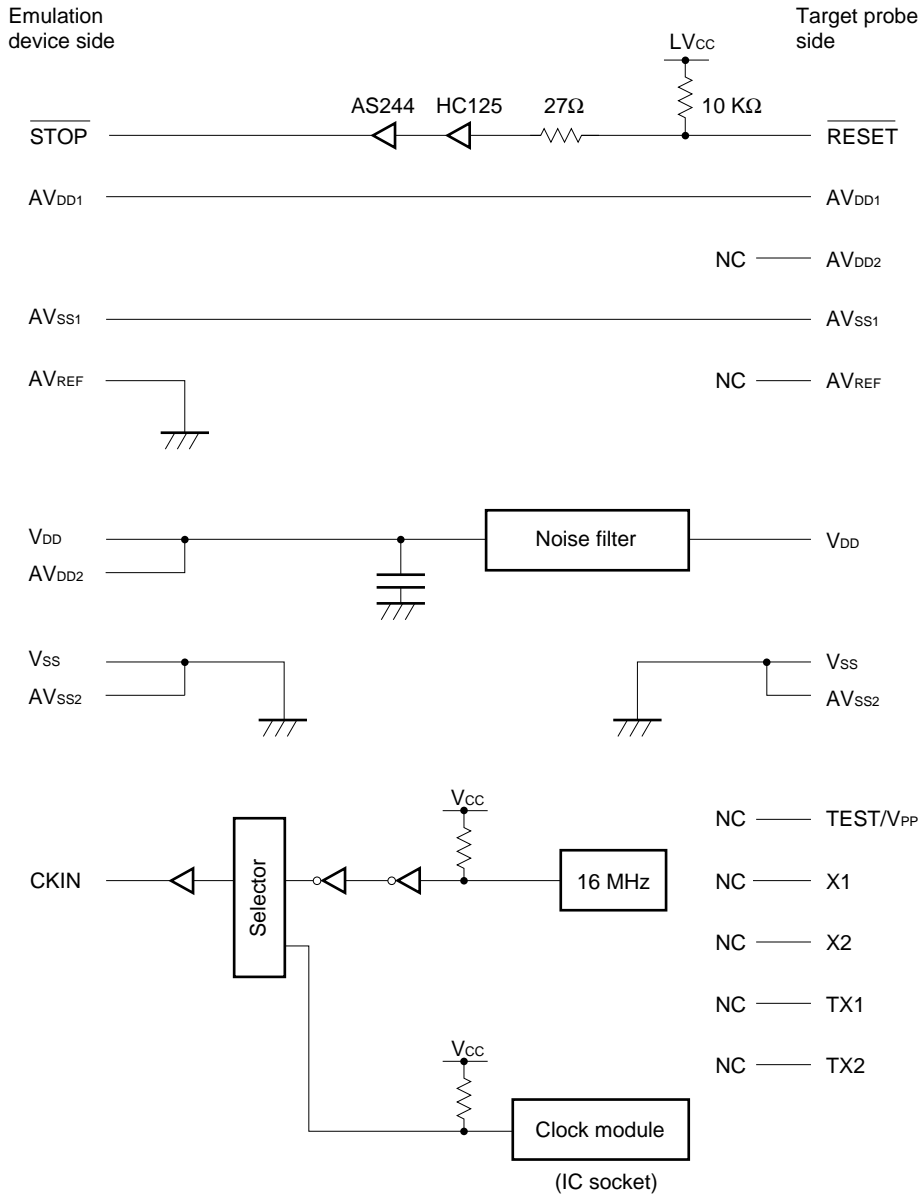 Emulation
device side
Target probe
side
LVCC
AS244 HC125 27Ω 10 KΩ
STOP RESET
AVDD1 AVDD1
NC AVDD2
AVSS1 AVSS1
AVREF NC AVREF
VDD Noise filter VDD
AVDD2
VSS VSS
AVSS2 AVSS2
VCC
NC TEST/VPP
CKIN Selector 16 MHz NC X1
NC X2
NC TX1
VCC
NC TX2
Clock module
(IC socket)